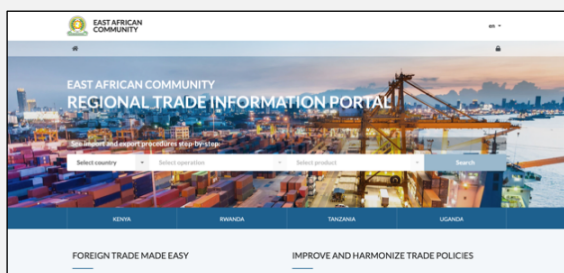 EAST AFRICAN
COMMUNITY
en
EAST AFRICAN COMMUNITY
REGIONAL TRADE INFORMATION PORTAL
See import and export procedures step-by-step
Select country
Select operation
Select product
Search
KENYA
RWANDA
TANZANIA
UGANDA
FOREIGN TRADE MADE EASY
IMPROVE AND HARMONIZE TRADE POLICIES